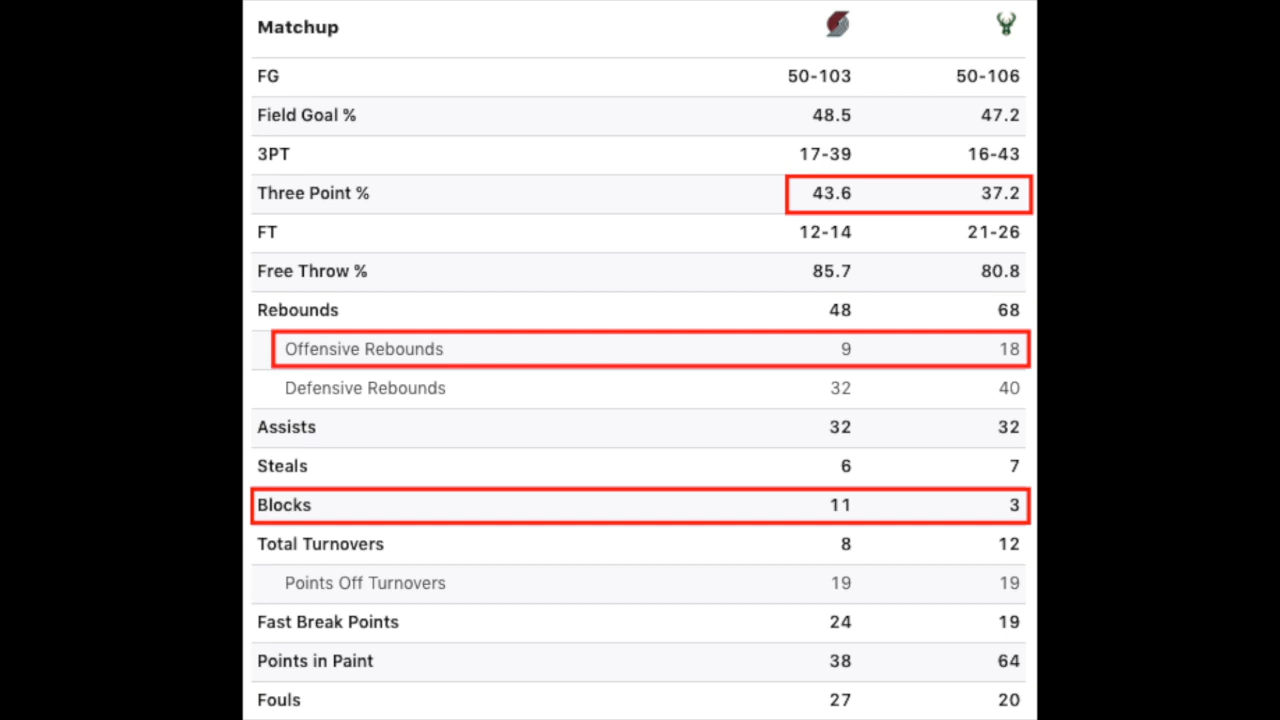 Matchup
FG 50-103 50-106
Field Goal % 48.5 47.2
3PT 17-39 16-43
Three Point % 43.6 37.2
FT 12-14 21-26
Free Throw % 85.7 80.8
Rebounds 48 68
Offensive Rebounds 9 18
Defensive Rebounds 32 40
Assists 32 32
Steals 6 7
Blocks 11 3
Total Turnovers 8 12
Points Off Turnovers 19 19
Fast Break Points 24 19
Points in Paint 38 64
Fouls 27 20